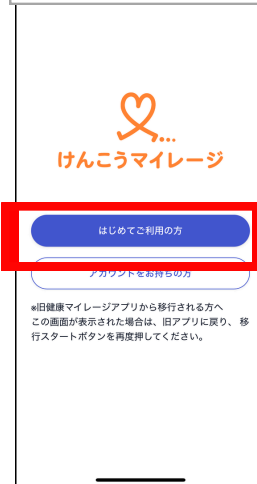 けんこうマイレージ
はじめてご利用の方
アカウントをお持ちの方
※旧健康マイレージアプリから移行される方へ
この画面が表示された場合は、旧アプリに戻り、 移
行スタートボタンを再度押してください。